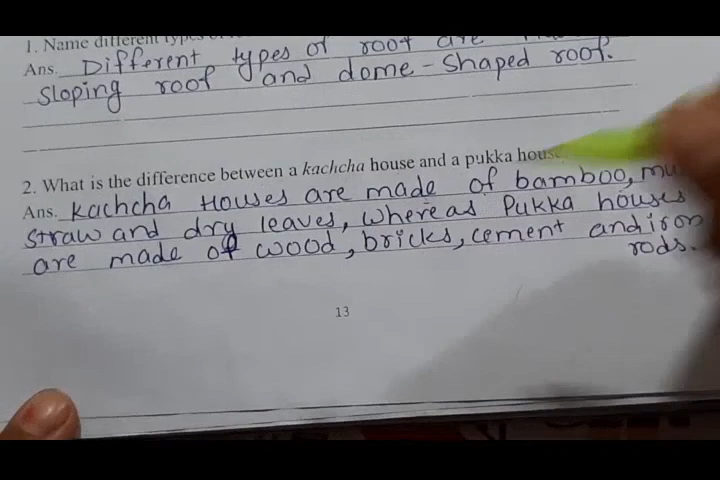 1. Name different types of
Ans. Different types of roof are
Sloping roof and dome-shaped roof.
2. What is the difference between a kachcha house and a pukka house
Ans. Kachcha Houses are made of bamboo,
straw and dry leaves, whereas Pukka houses
are made of wood, bricks, cement and iron
rods.
13